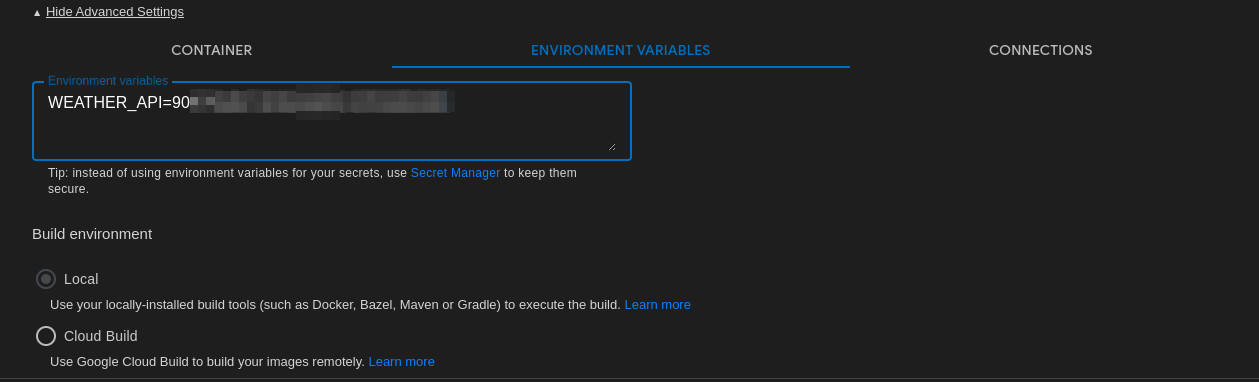 ▲ Hide Advanced Settings
CONTAINER ENVIRONMENT VARIABLES CONNECTIONS
Environment variables
WEATHER_API=90
Tip: instead of using environment variables for your secrets, use Secret Manager to keep them
secure.
Build environment
Local
Use your locally-installed build tools (such as Docker, Bazel, Maven or Gradle) to execute the build. Learn more
Cloud Build
Use Google Cloud Build to build your images remotely. Learn more